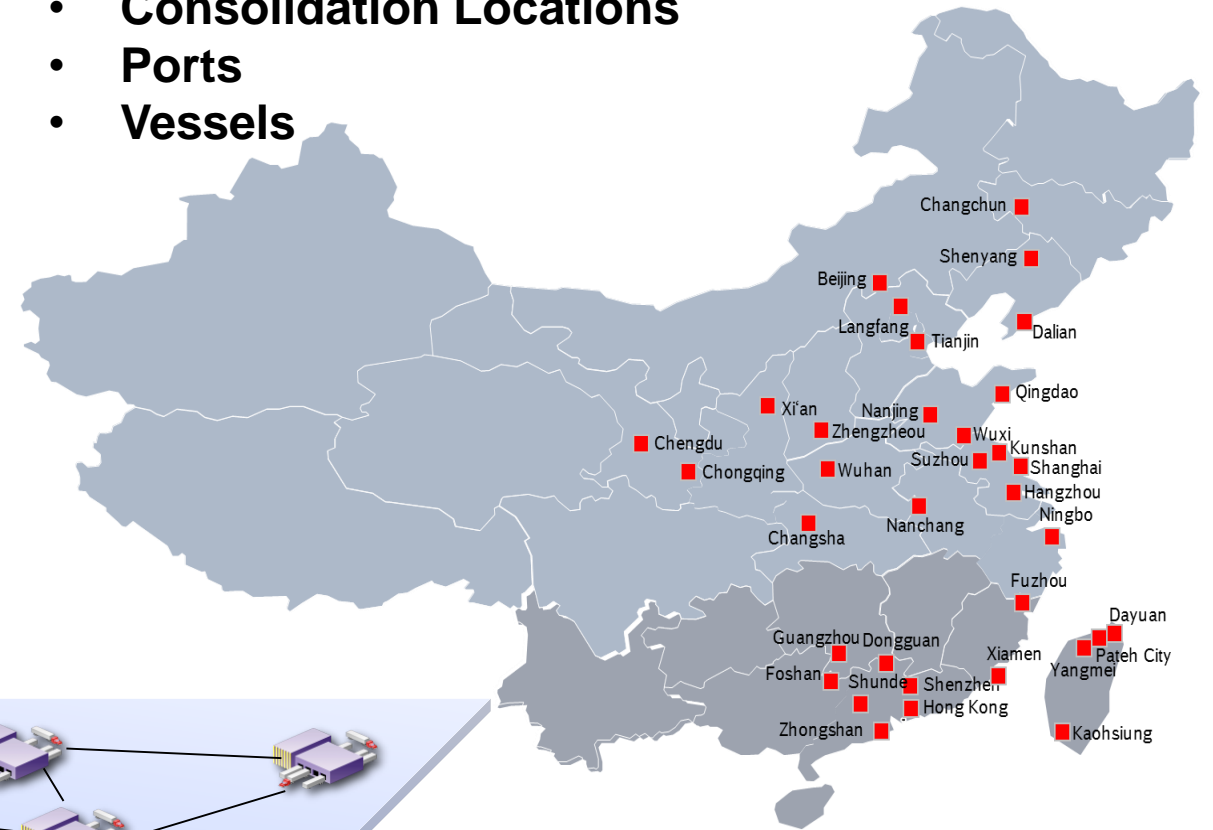 • Consolidation Locations
• Ports
• Vessels
Changchun
Shenyang
Beijing
Langfang
Tianjin
Dalian
Qingdao
Xi'an
Nanjing
Zhengzheou
Wuxi
Kunshan
Chengdu
Suzhou
Shanghai
Chongqing
Wuhan
Hangzhou
Ningbo
Nanchang
Changsha
Fuzhou
Dayuan
Guangzhou
Dongguan
Xiamen
Pateh City
Yangmei
Foshan
Shunde
Shenzhen
Hong Kong
Zhongshan
Kaohsiung